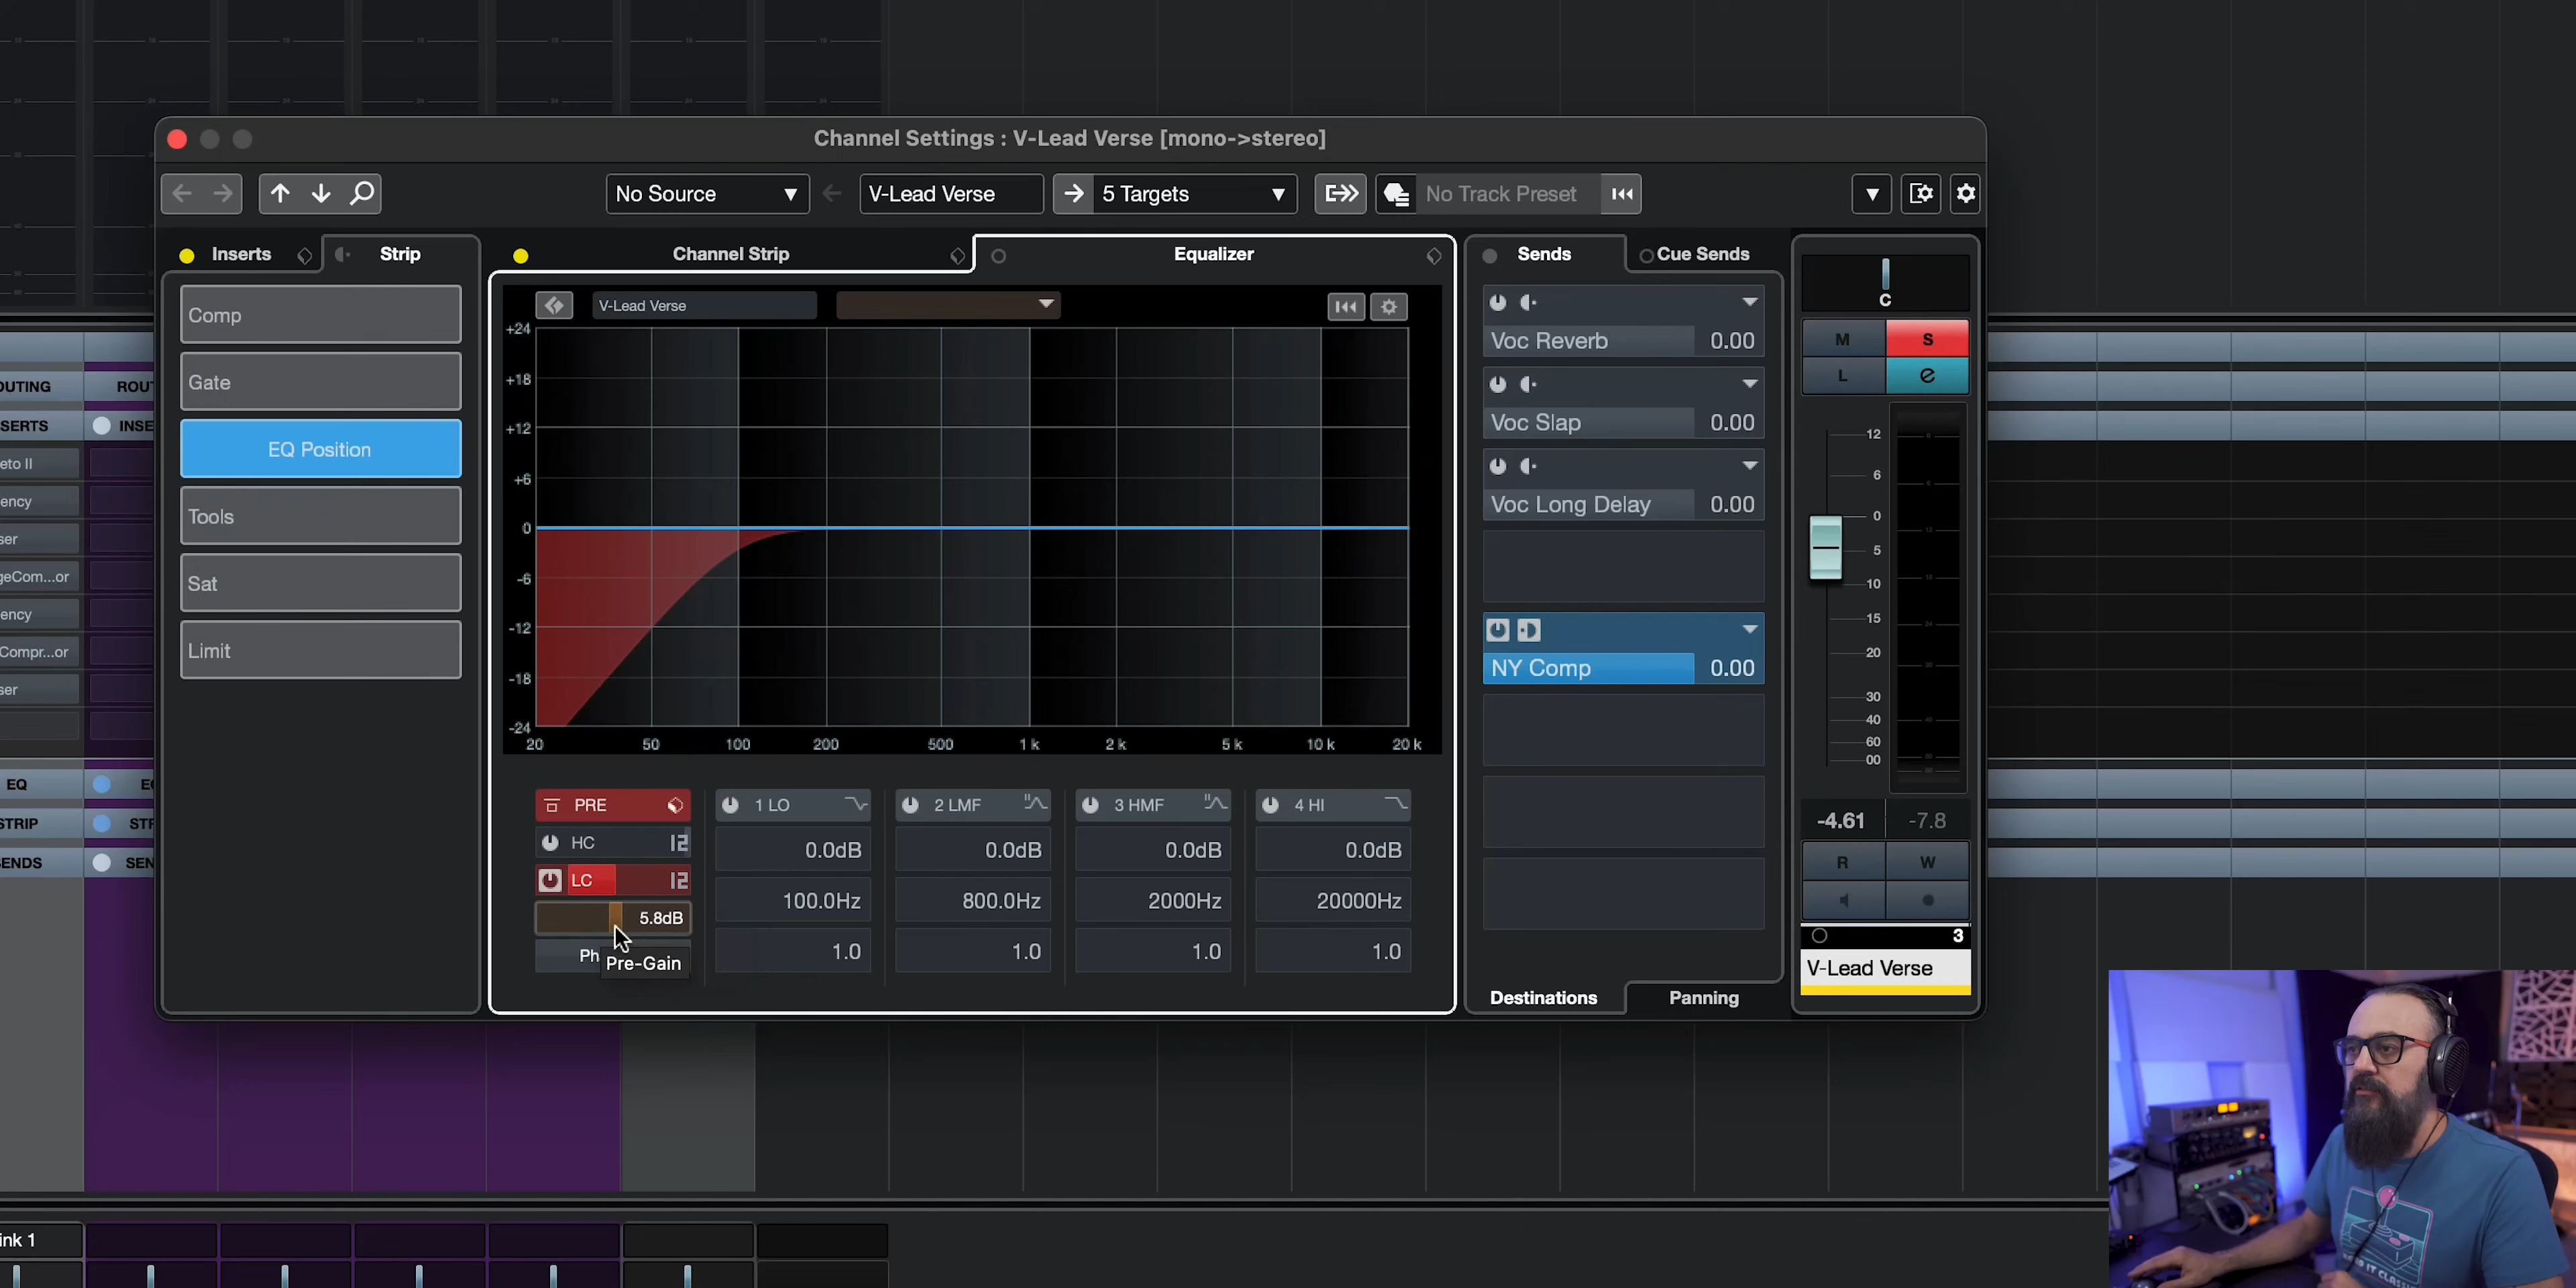 Channel Settings : V-Lead Verse [mono->stereo]
No Source
V-Lead Verse
5 Targets
No Track Preset
Inserts
Strip
Channel Strip
Equalizer
Sends
Cue Sends
Comp
Gate
EQ Position
Tools
Sat
Limit
V-Lead Verse
+24
+18
+12
+6
0
-6
-12
-18
-24
20 50 100 200 500 1 k 2 k 5 k 10 k 20 k
PRE
HC 12
LC 12
5.8dB
Ph
Pre-Gain
1 LO
0.0dB
100.0Hz
1.0
2 LMF
0.0dB
800.0Hz
1.0
3 HMF
0.0dB
2000Hz
1.0
4 HI
0.0dB
20000Hz
1.0
Voc Reverb 0.00
Voc Slap 0.00
Voc Long Delay 0.00
NY Comp 0.00
Destinations
Panning
C
M S
L e
12
6
0
5
10
15
20
30
40
60
00
-4.61 -7.8
R W
3
V-Lead Verse
OUTING ROUT
SERTS INSE
eto II
ency
ser
geCom...or
ency
Compr...or
ser
EQ
STRIP STR
SENDS SEN
ink 1